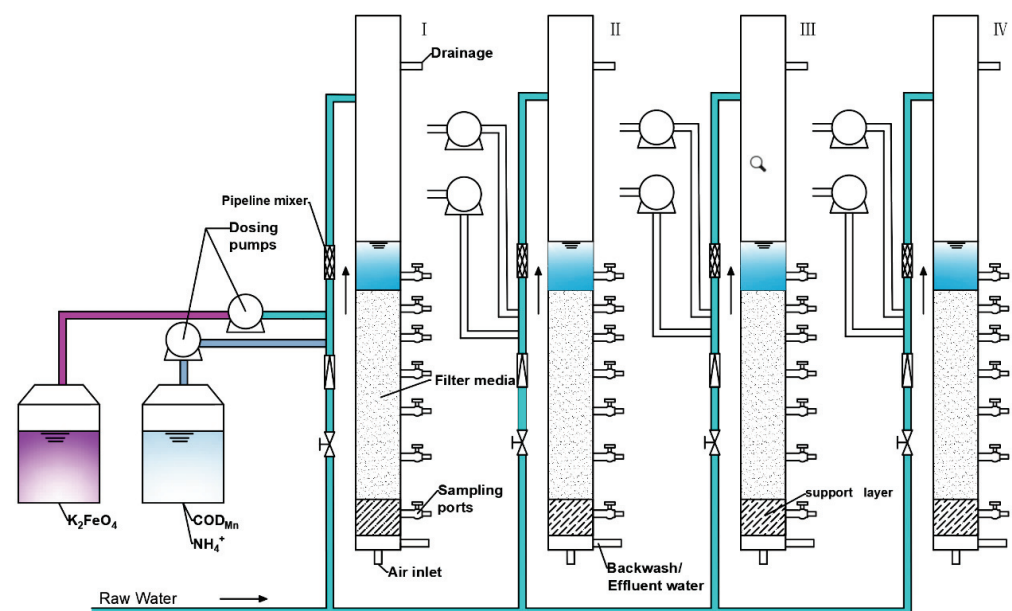 I
II
III
IV
Drainage
Pipeline mixer
Dosing
pumps
Filter media
Sampling
ports
support layer
K₂FeO₄
COD_Mn
NH₄⁺
Air inlet
Backwash/
Effluent water
Raw Water